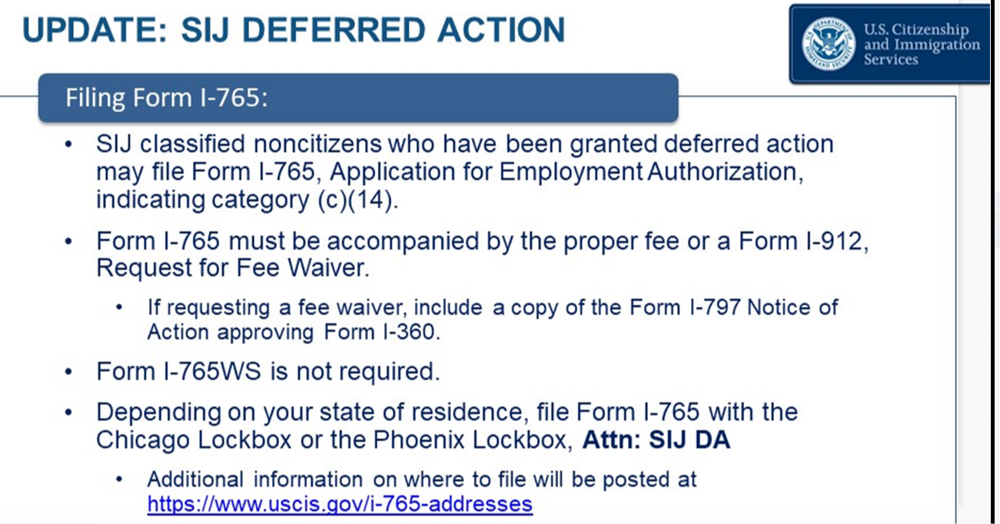 UPDATE: SIJ DEFERRED ACTION
U.S. Citizenship
and Immigration
Services
Filing Form I-765:
• SIJ classified noncitizens who have been granted deferred action
may file Form I-765, Application for Employment Authorization,
indicating category (c)(14).
• Form I-765 must be accompanied by the proper fee or a Form I-912,
Request for Fee Waiver.
• If requesting a fee waiver, include a copy of the Form I-797 Notice of
Action approving Form I-360.
• Form I-765WS is not required.
• Depending on your state of residence, file Form I-765 with the
Chicago Lockbox or the Phoenix Lockbox, Attn: SIJ DA
• Additional information on where to file will be posted at
https://www.uscis.gov/i-765-addresses